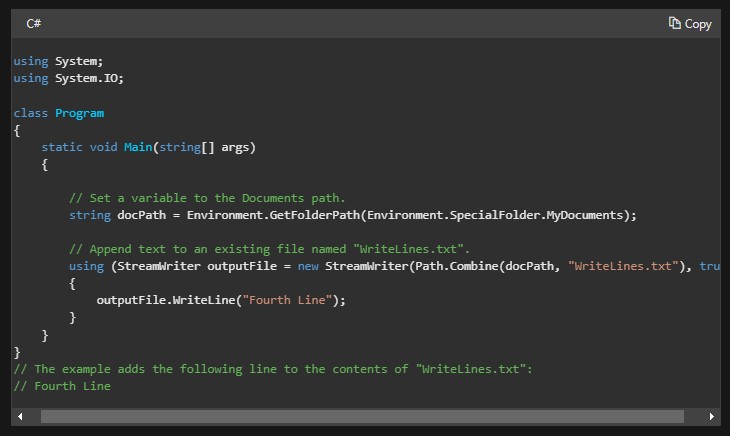 C#
Copy
using System;
using System.IO;
class Program
{
    static void Main(string[] args)
    {
        // Set a variable to the Documents path.
        string docPath = Environment.GetFolderPath(Environment.SpecialFolder.MyDocuments);
        // Append text to an existing file named "WriteLines.txt".
        using (StreamWriter outputFile = new StreamWriter(Path.Combine(docPath, "WriteLines.txt"), tru
        {
            outputFile.WriteLine("Fourth Line");
        }
    }
}
// The example adds the following line to the contents of "WriteLines.txt":
// Fourth Line